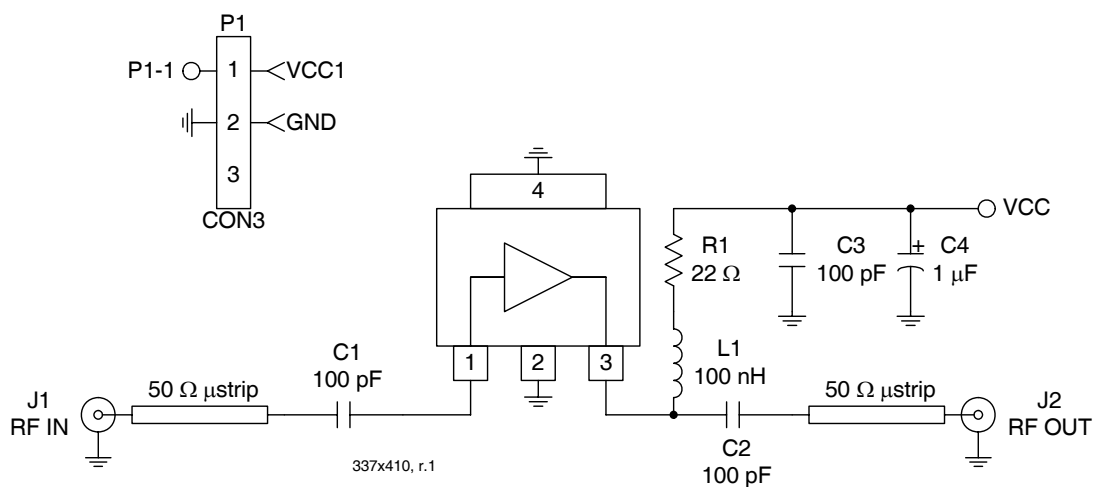 P1
P1-1
1
VCC1
2
GND
3
CON3
4
VCC
R1
22 Ω
C3
100 pF
+
C4
1 μF
1
2
3
C1
100 pF
L1
100 nH
J1
RF IN
50 Ω μstrip
50 Ω μstrip
J2
RF OUT
C2
100 pF
337x410, r.1